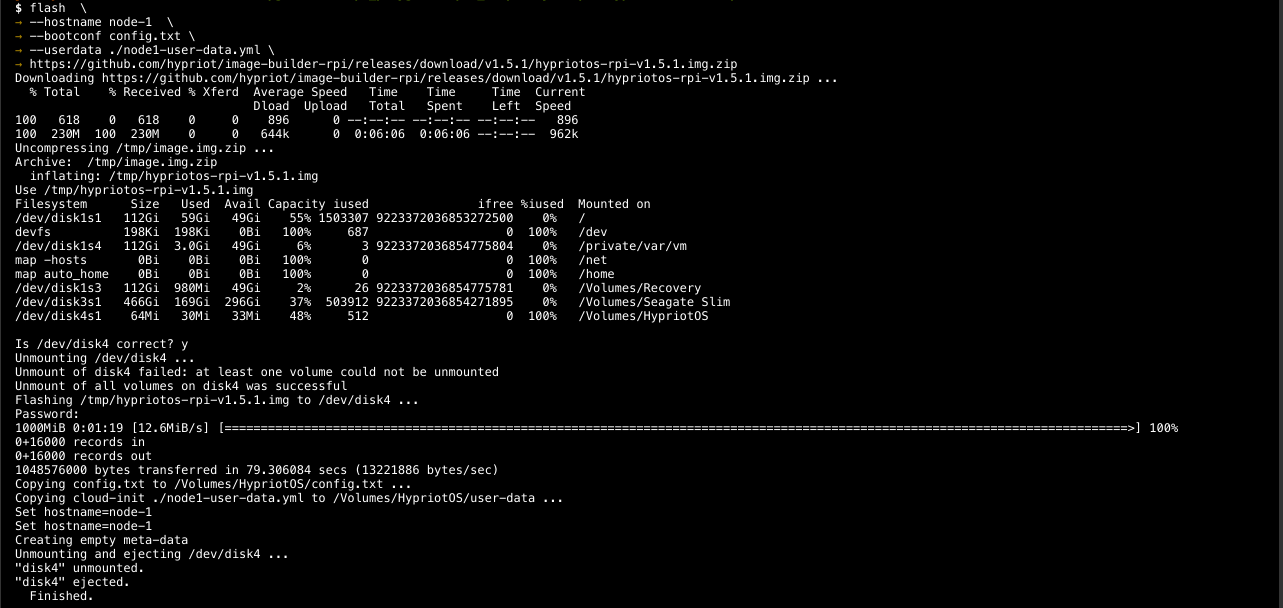 $ flash  \
→ --hostname node-1  \
→ --bootconf config.txt \
→ --userdata ./node1-user-data.yml \
→ https://github.com/hypriot/image-builder-rpi/releases/download/v1.5.1/hypriotos-rpi-v1.5.1.img.zip
Downloading https://github.com/hypriot/image-builder-rpi/releases/download/v1.5.1/hypriotos-rpi-v1.5.1.img.zip ...
  % Total    % Received % Xferd  Average Speed   Time    Time     Time  Current
                                 Dload  Upload   Total   Spent    Left  Speed
100   618    0   618    0     0    896      0 --:--:-- --:--:-- --:--:--   896
100  230M  100  230M    0     0   644k      0  0:06:06  0:06:06 --:--:--  962k
Uncompressing /tmp/image.img.zip ...
Archive:  /tmp/image.img.zip
  inflating: /tmp/hypriotos-rpi-v1.5.1.img
Use /tmp/hypriotos-rpi-v1.5.1.img
Filesystem      Size   Used  Avail Capacity iused               ifree %iused  Mounted on
/dev/disk1s1   112Gi   59Gi   49Gi    55% 1503307 9223372036853272500    0%   /
devfs          198Ki  198Ki    0Bi   100%     687                   0  100%   /dev
/dev/disk1s4   112Gi  3.0Gi   49Gi     6%       3 9223372036854775804    0%   /private/var/vm
map -hosts       0Bi    0Bi    0Bi   100%       0                   0  100%   /net
map auto_home    0Bi    0Bi    0Bi   100%       0                   0  100%   /home
/dev/disk1s3   112Gi  980Mi   49Gi     2%      26 9223372036854775781    0%   /Volumes/Recovery
/dev/disk3s1   466Gi  169Gi  296Gi    37%  503912 9223372036854271895    0%   /Volumes/Seagate Slim
/dev/disk4s1    64Mi   30Mi   33Mi    48%     512                   0  100%   /Volumes/HypriotOS
Is /dev/disk4 correct? y
Unmounting /dev/disk4 ...
Unmount of disk4 failed: at least one volume could not be unmounted
Unmount of all volumes on disk4 was successful
Flashing /tmp/hypriotos-rpi-v1.5.1.img to /dev/disk4 ...
Password:
1000MiB 0:01:19 [12.6MiB/s] [=============================================================================================================================>] 100%
0+16000 records in
0+16000 records out
1048576000 bytes transferred in 79.306084 secs (13221886 bytes/sec)
Copying config.txt to /Volumes/HypriotOS/config.txt ...
Copying cloud-init ./node1-user-data.yml to /Volumes/HypriotOS/user-data ...
Set hostname=node-1
Set hostname=node-1
Creating empty meta-data
Unmounting and ejecting /dev/disk4 ...
"disk4" unmounted.
"disk4" ejected.
  Finished.